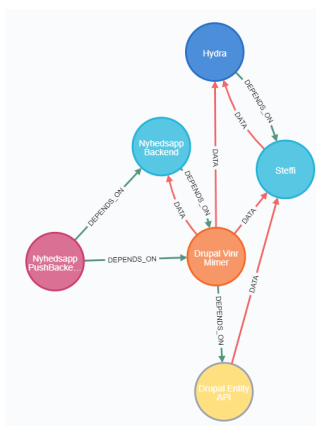 Hydra
DEPENDS_ON
DATA
Nyhedsapp
Backend
DEPENDS_ON
DATA
DATA
Steffi
DEPENDS_ON
DATA
Nyhedsapp
PushBacke...
DEPENDS_ON
Drupal Vinr
Mimer
DEPENDS_ON
DATA
Drupal Entity
API